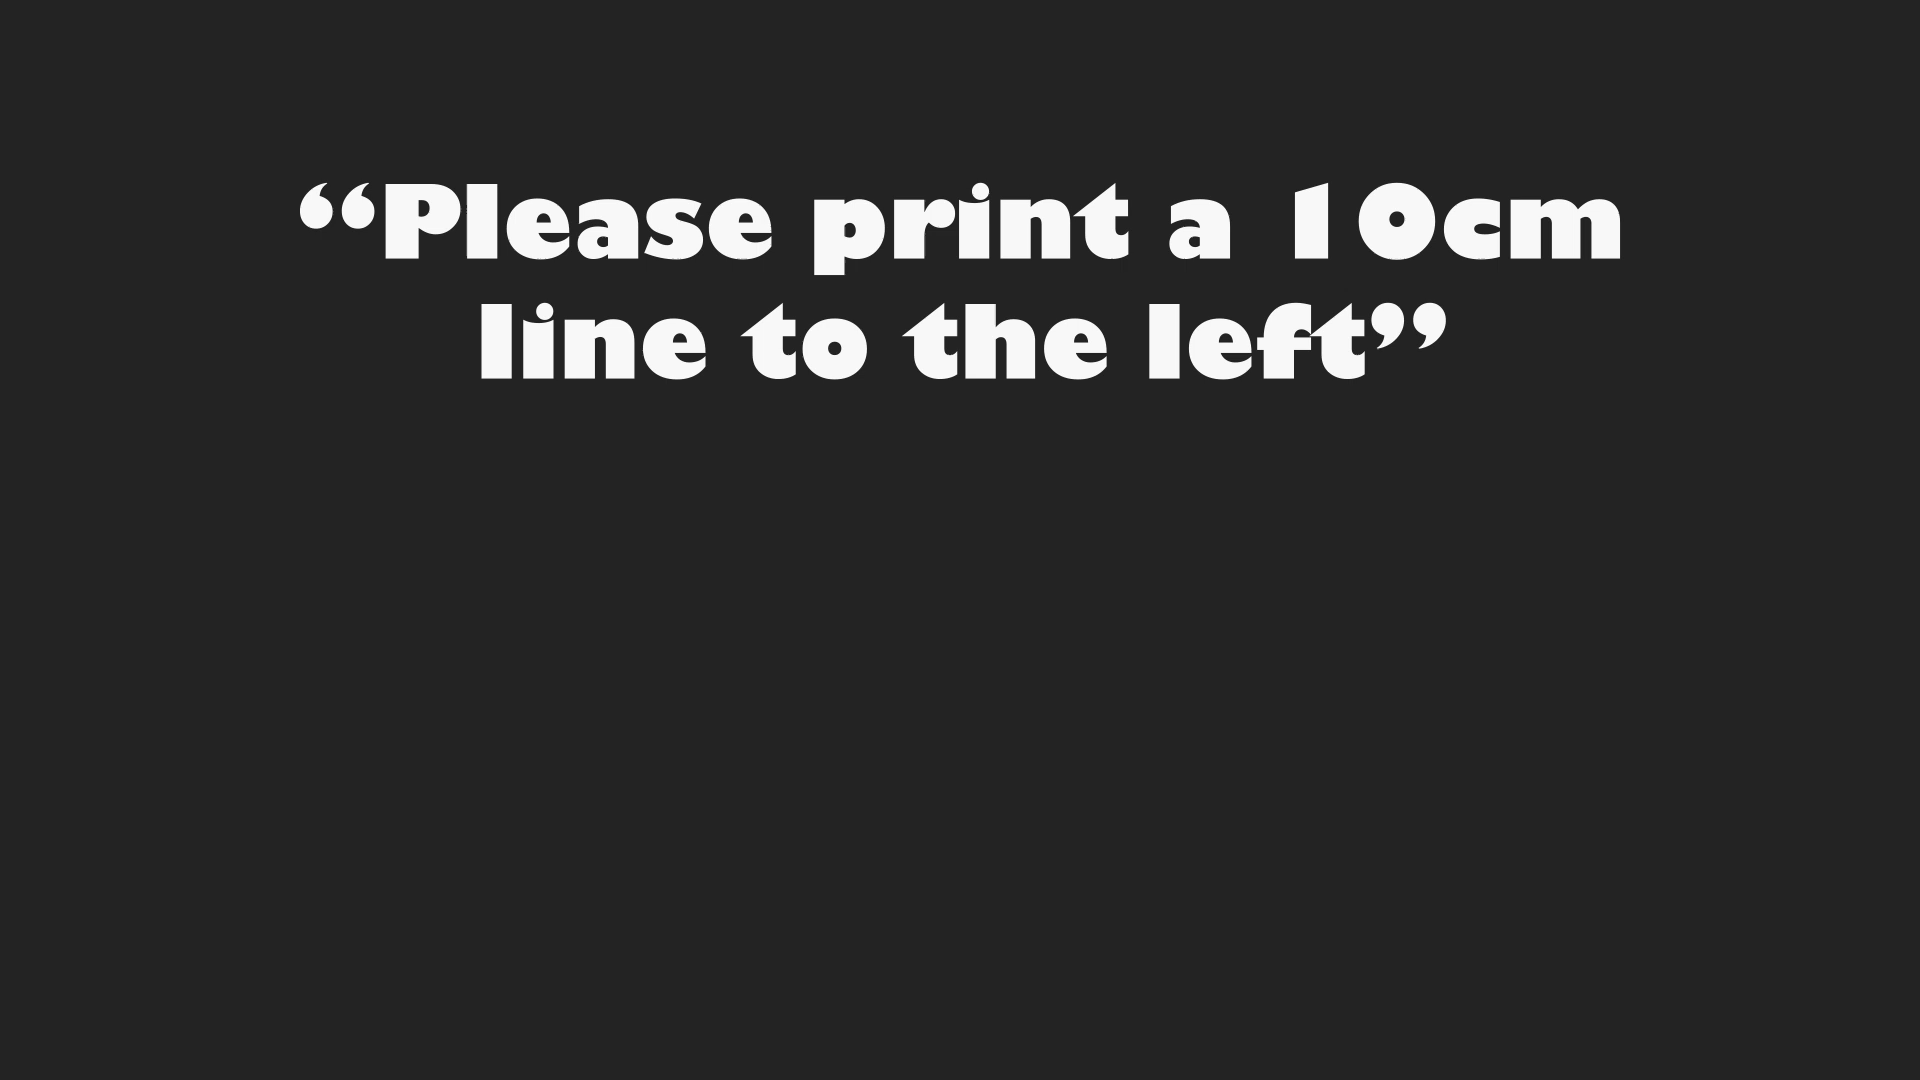 “Please print a 10cm
line to the left”